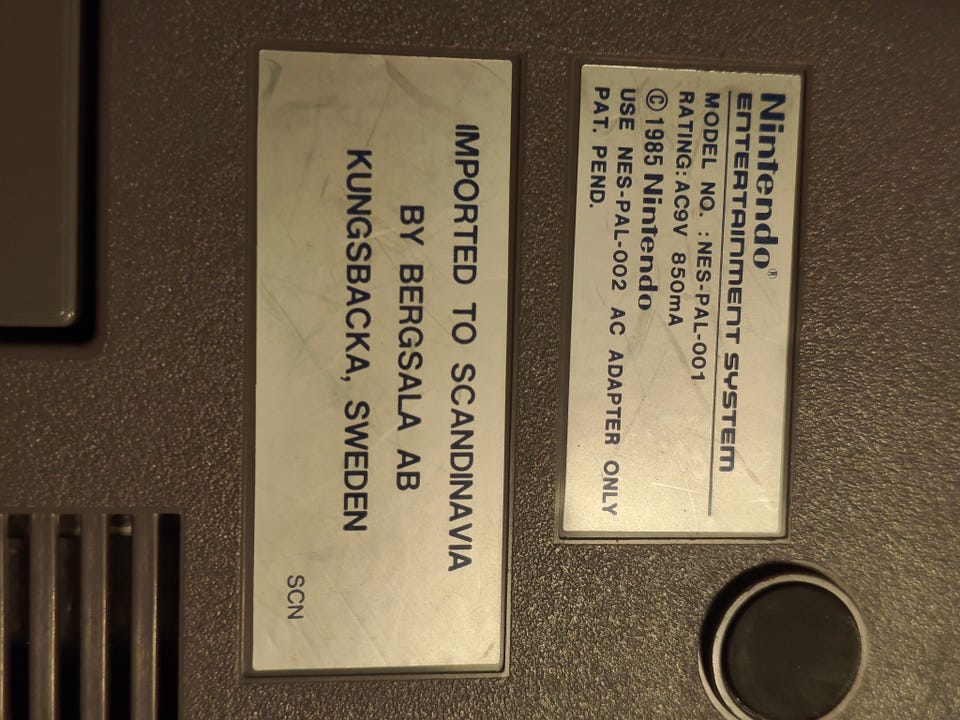 Nintendo®
ENTERTAINMENT SYSTEM
MODEL NO. : NES-PAL-001
RATING: AC9V 850mA
© 1985 Nintendo
USE NES-PAL-002 AC ADAPTER ONLY
PAT. PEND.
IMPORTED TO SCANDINAVIA
BY BERGSALA AB
KUNGSBACKA, SWEDEN
SCN